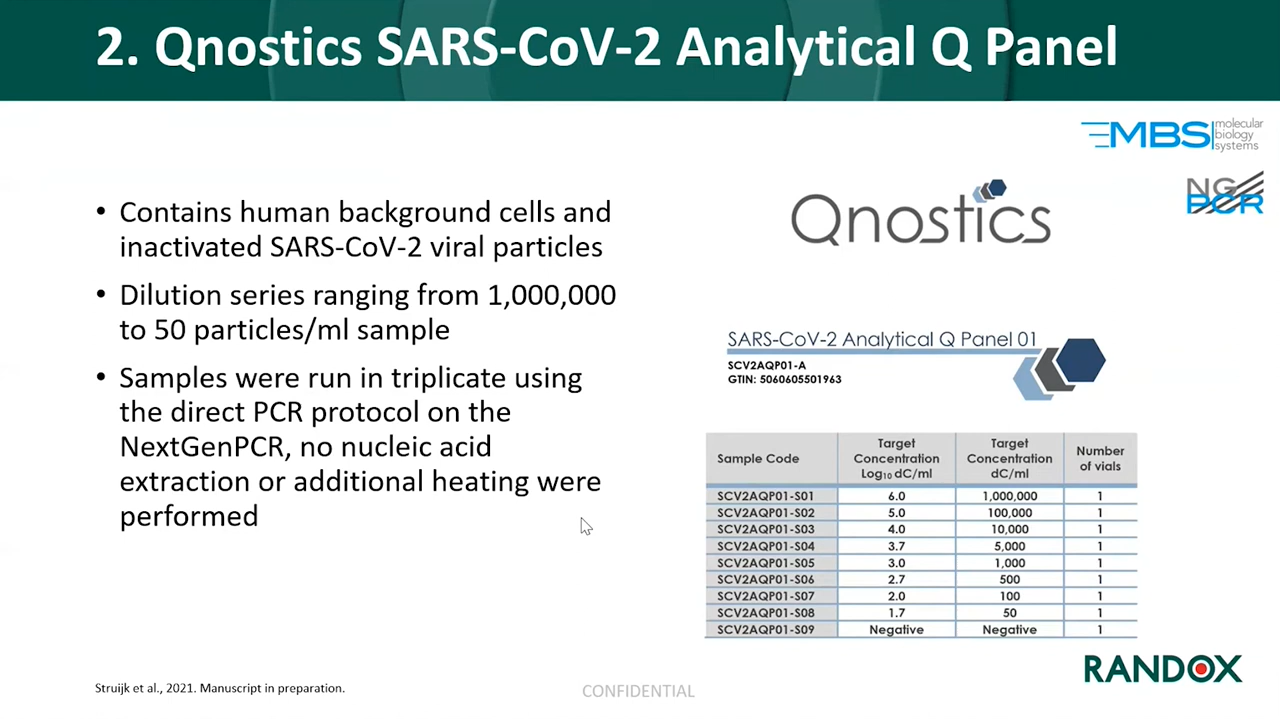 2. Qnostics SARS-CoV-2 Analytical Q Panel
MBS molecular
biology
systems
NG
PCR
• Contains human background cells and
inactivated SARS-CoV-2 viral particles
• Dilution series ranging from 1,000,000
to 50 particles/ml sample
• Samples were run in triplicate using
the direct PCR protocol on the
NextGenPCR, no nucleic acid
extraction or additional heating were
performed
Qnostics
SARS-CoV-2 Analytical Q Panel 01
SCV2AQP01-A
GTIN: 5060605501963
Sample Code Target Concentration Log₁₀ dC/ml Target Concentration dC/ml Number of vials
SCV2AQP01-S01 6.0 1,000,000 1
SCV2AQP01-S02 5.0 100,000 1
SCV2AQP01-S03 4.0 10,000 1
SCV2AQP01-S04 3.7 5,000 1
SCV2AQP01-S05 3.0 1,000 1
SCV2AQP01-S06 2.7 500 1
SCV2AQP01-S07 2.0 100 1
SCV2AQP01-S08 1.7 50 1
SCV2AQP01-S09 Negative Negative 1
Struijk et al., 2021. Manuscript in preparation.
CONFIDENTIAL
RANDOX